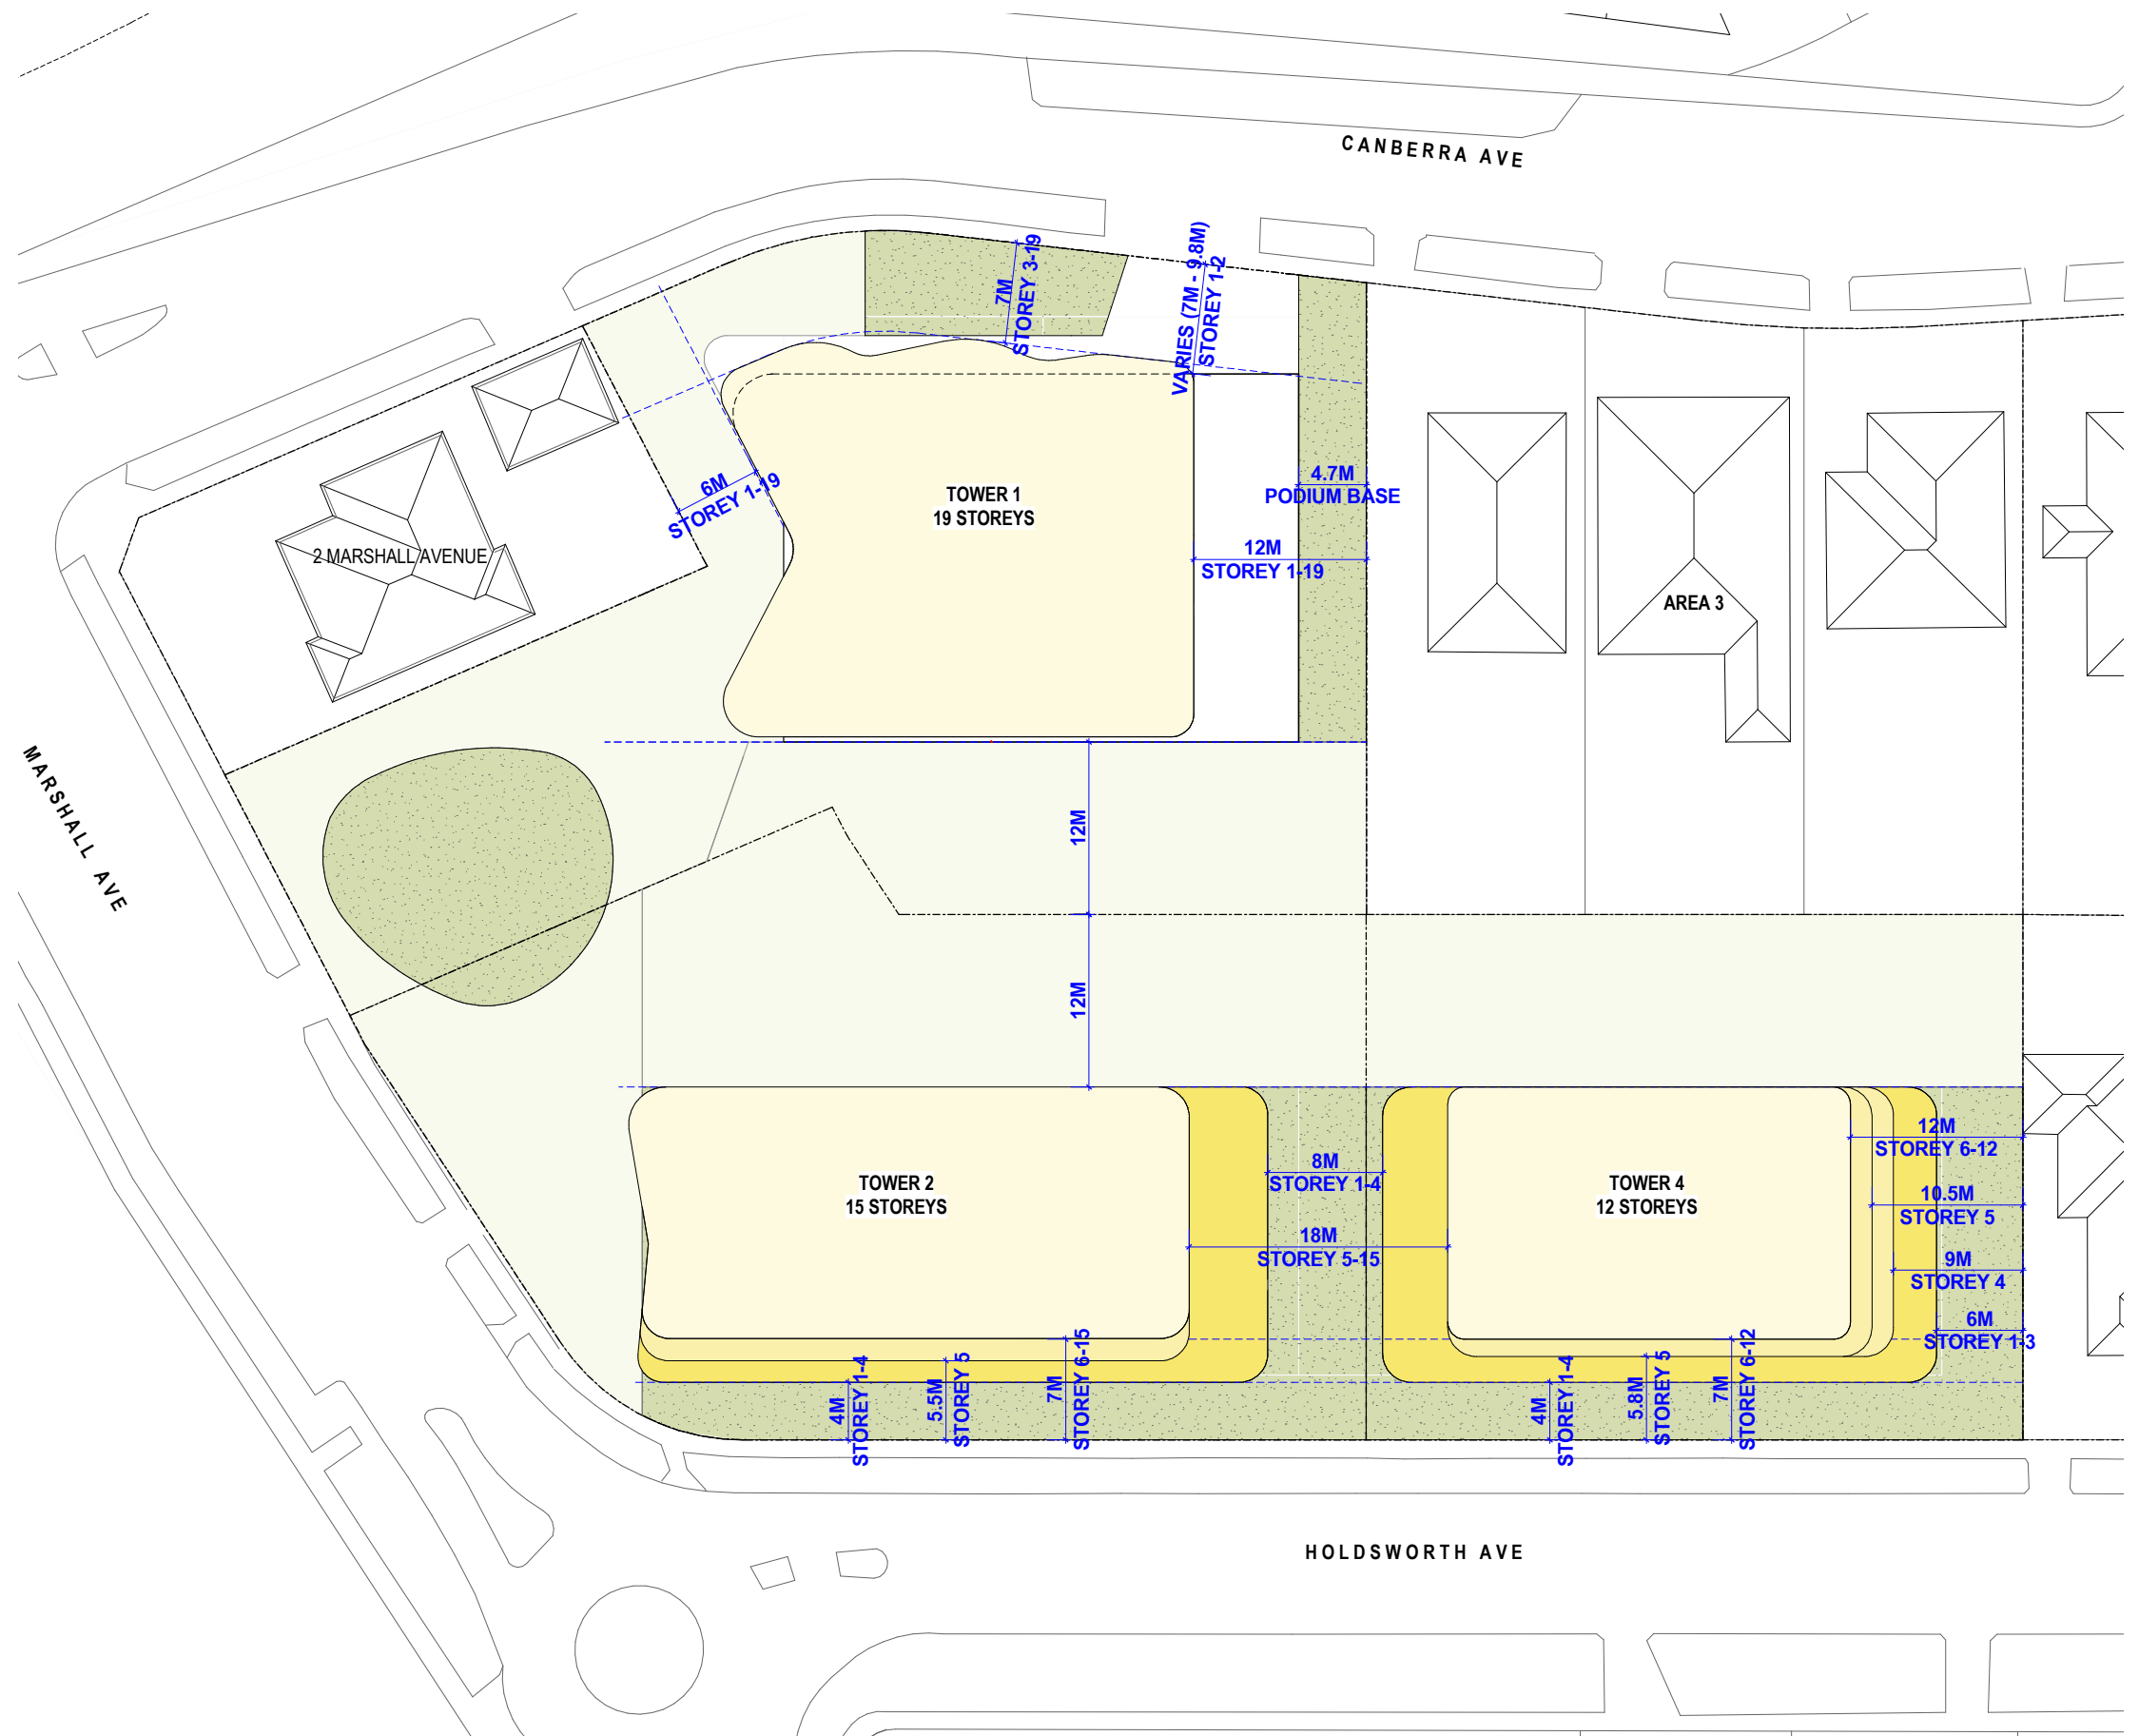 CANBERRA AVE
7M
STOREY 3-19
VARIES (7M - 9.8M)
STOREY 1-2
6M
STOREY 1-19
TOWER 1
19 STOREYS
4.7M
PODIUM BASE
12M
STOREY 1-19
2 MARSHALL AVENUE
AREA 3
MARSHALL AVE
12M
12M
TOWER 2
15 STOREYS
8M
STOREY 1-4
18M
STOREY 5-15
TOWER 4
12 STOREYS
12M
STOREY 6-12
10.5M
STOREY 5
9M
STOREY 4
6M
STOREY 1-3
4M
STOREY 1-4
5.5M
STOREY 5
7M
STOREY 6-15
4M
STOREY 1-4
5.8M
STOREY 5
7M
STOREY 6-12
HOLDSWORTH AVE